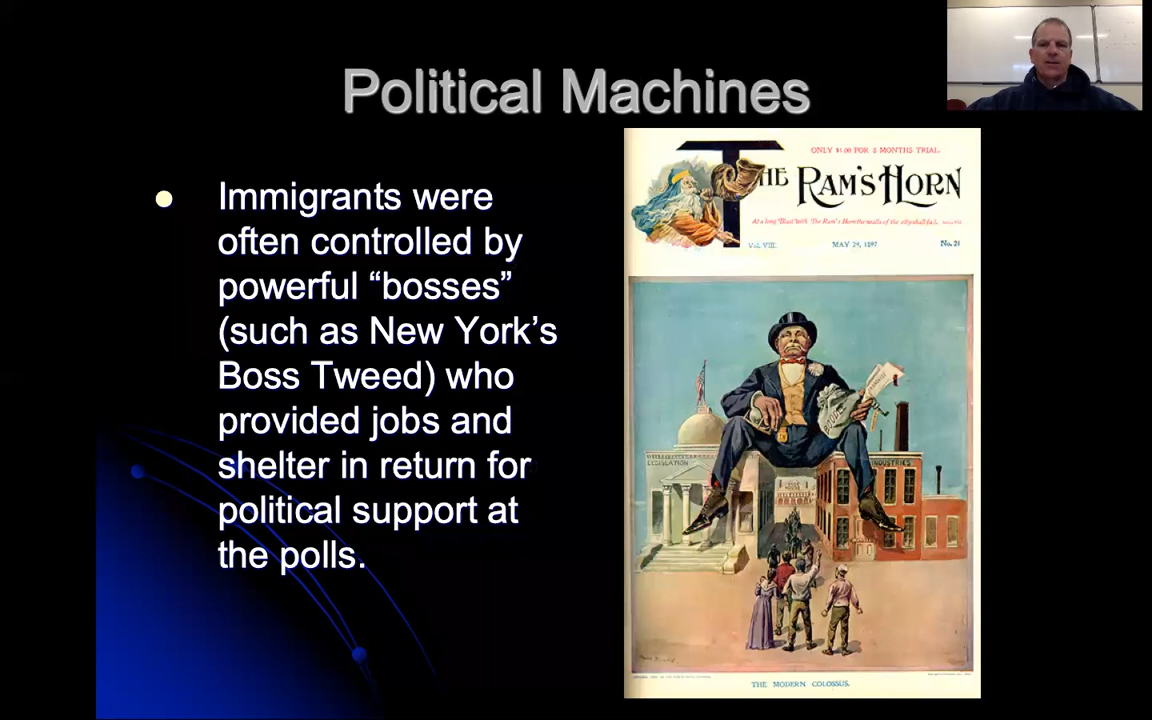 Political Machines
Immigrants were
often controlled by
powerful “bosses”
(such as New York’s
Boss Tweed) who
provided jobs and
shelter in return for
political support at
the polls.
ONLY $1.00 FOR 8 MONTHS TRIAL.
THE RAM'S HORN
VOL. VIII.
MAY 29, 1897
No. 21
LEGISLATION
INDUSTRIES
THE MODERN COLOSSUS.